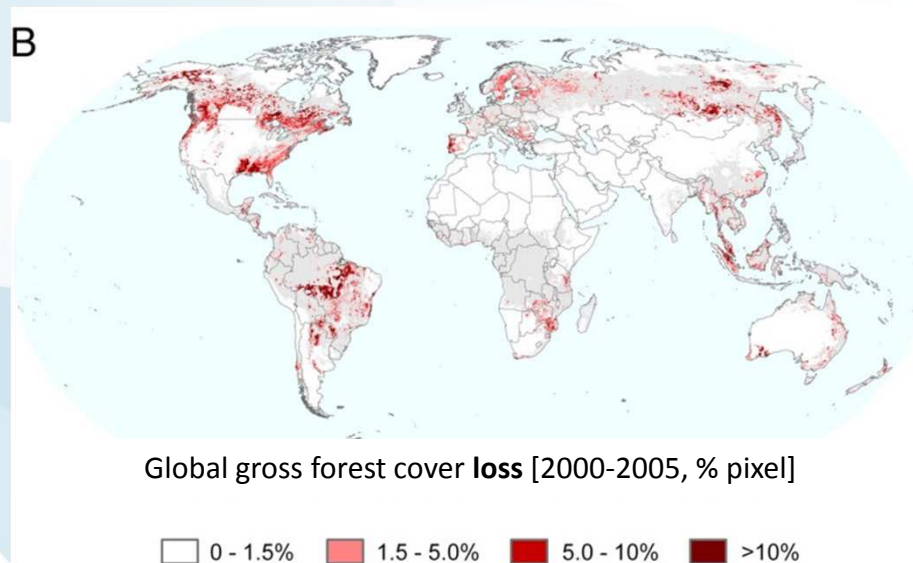 B
Global gross forest cover loss [2000-2005, % pixel]
0 - 1.5%
1.5 - 5.0%
5.0 - 10%
>10%